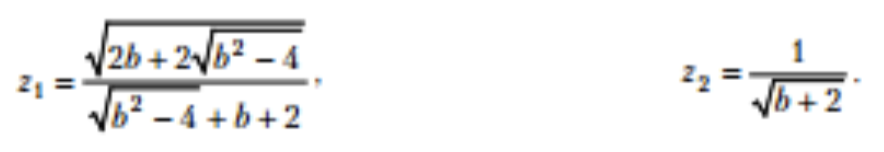 z₁ = √(2b + 2√(b² − 4)) / (√(b² − 4) + b + 2). z₂ = 1 / √(b + 2).